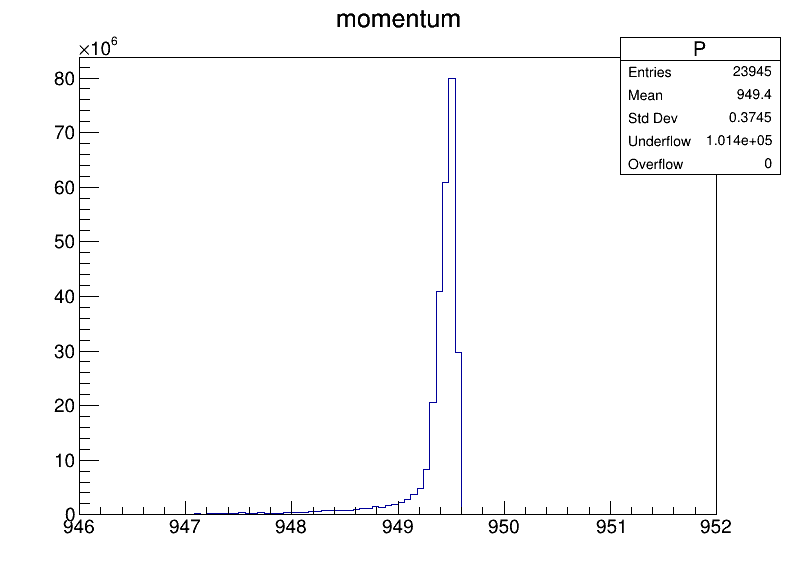 momentum
×10⁶
P
Entries 23945
Mean 949.4
Std Dev 0.3745
Underflow 1.014e+05
Overflow 0
80
70
60
50
40
30
20
10
0
946 947 948 949 950 951 952